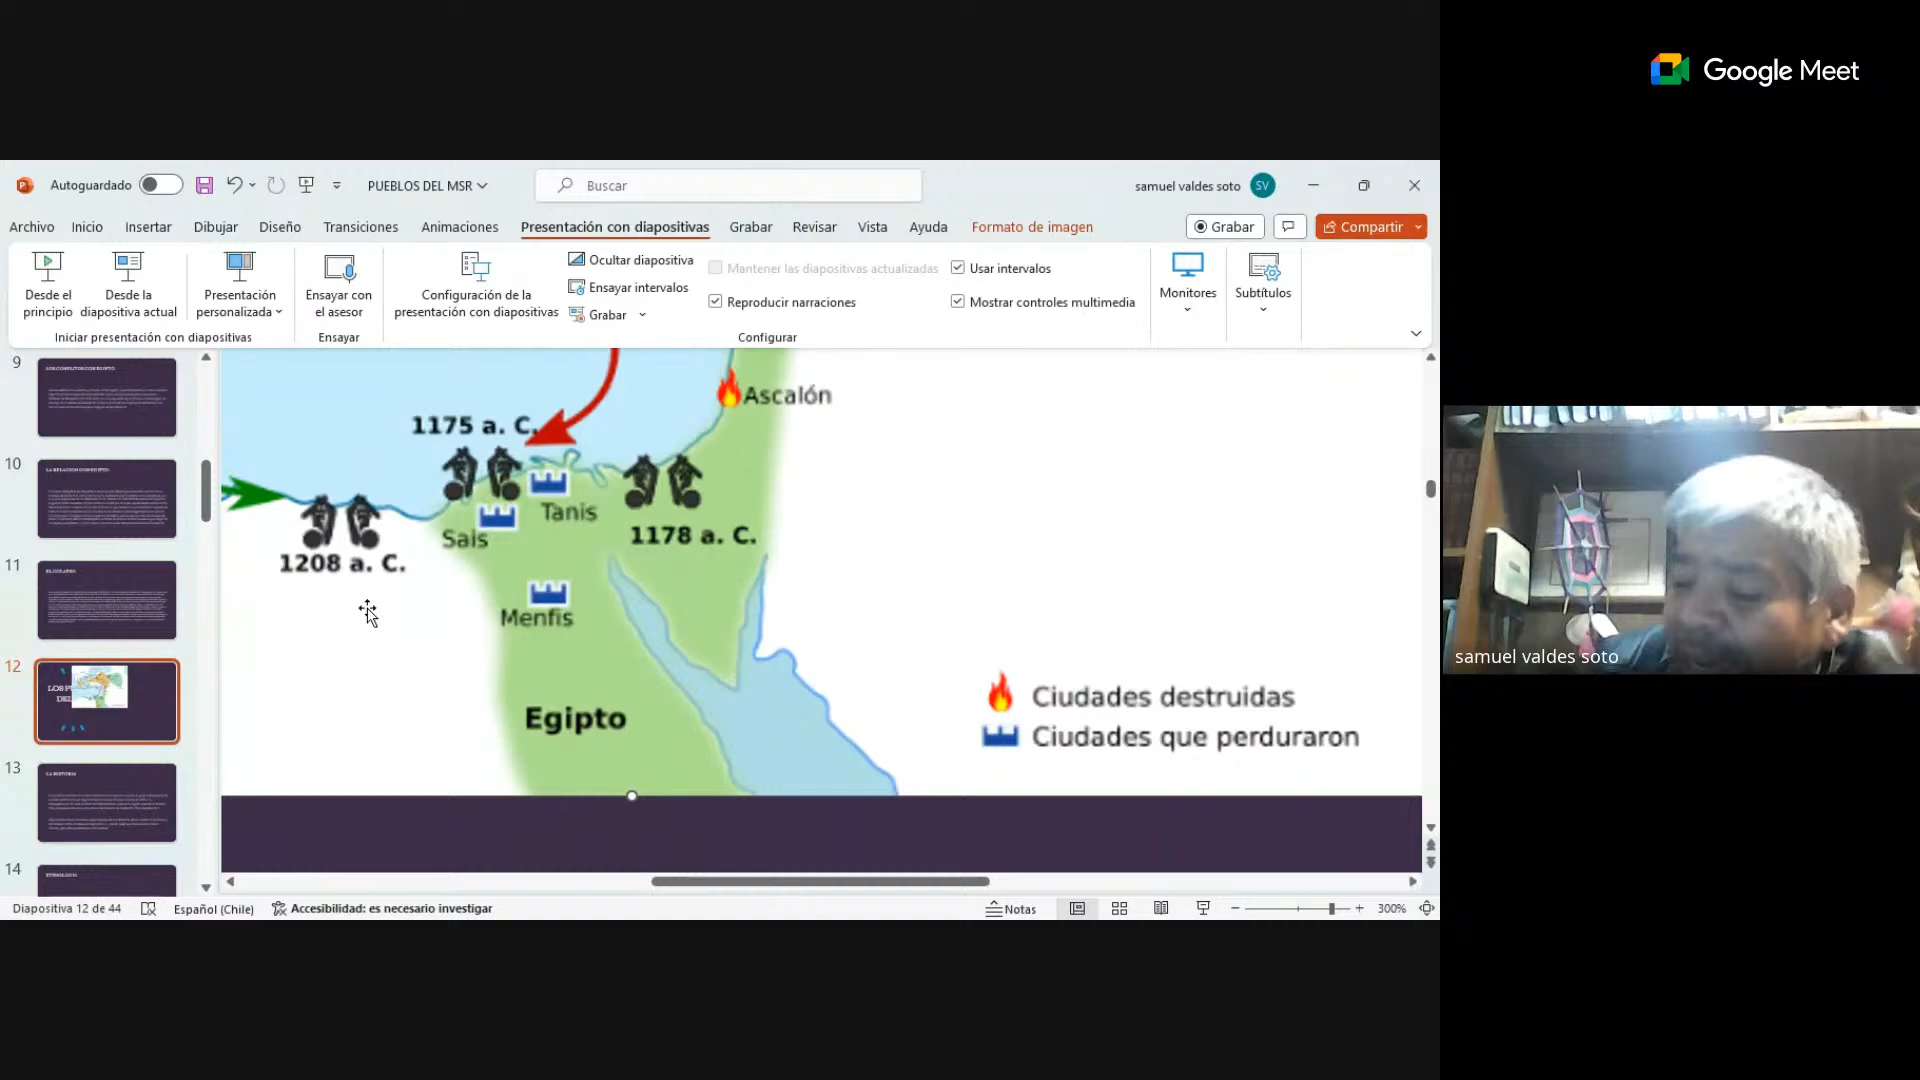 Google Meet
Autoguardado
PUEBLOS DEL MSR
Buscar
samuel valdes soto
SV
Archivo
Inicio
Insertar
Dibujar
Diseño
Transiciones
Animaciones
Presentación con diapositivas
Grabar
Revisar
Vista
Ayuda
Formato de imagen
Grabar
Compartir
Desde el principio
Desde la diapositiva actual
Presentación personalizada
Iniciar presentación con diapositivas
Ensayar con el asesor
Ensayar
Configuración de la presentación con diapositivas
Ocultar diapositiva
Ensayar intervalos
Grabar
Mantener las diapositivas actualizadas
Reproducir narraciones
Usar intervalos
Mostrar controles multimedia
Configurar
Monitores
Subtítulos
9
10
11
12
13
LA HISTORIA
14
Ascalón
1175 a. C.
Tanis
Sais
1178 a. C.
1208 a. C.
Menfis
Egipto
Ciudades destruidas
Ciudades que perduraron
samuel valdes soto
Diapositiva 12 de 44
Español (Chile)
Accesibilidad: es necesario investigar
Notas
300%